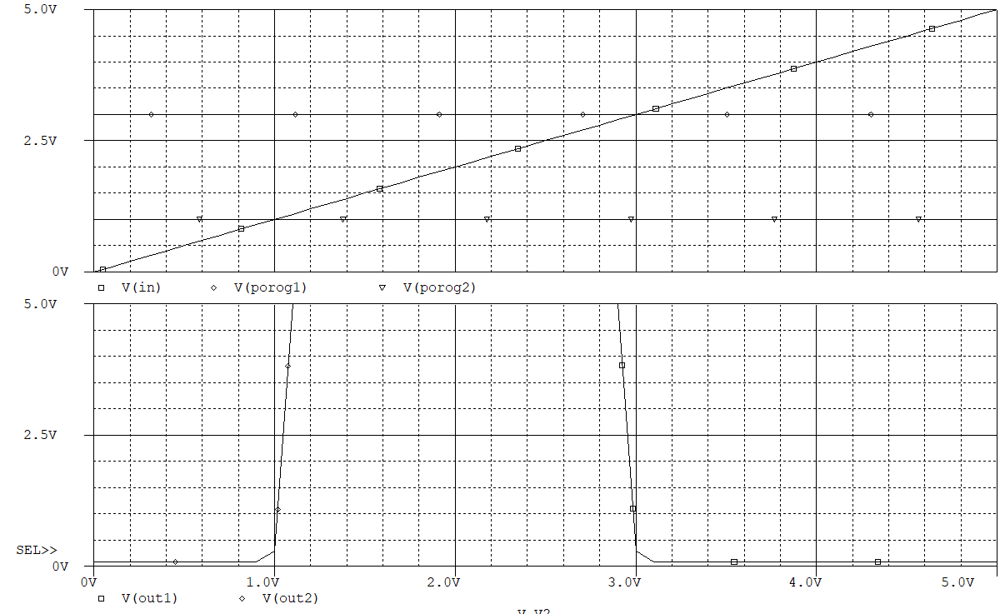 5.0V
2.5V
0V
V(in) V(porog1) V(porog2)
5.0V
2.5V
SEL>>
0V
0V 1.0V 2.0V 3.0V 4.0V 5.0V
V(out1) V(out2)
V_V2